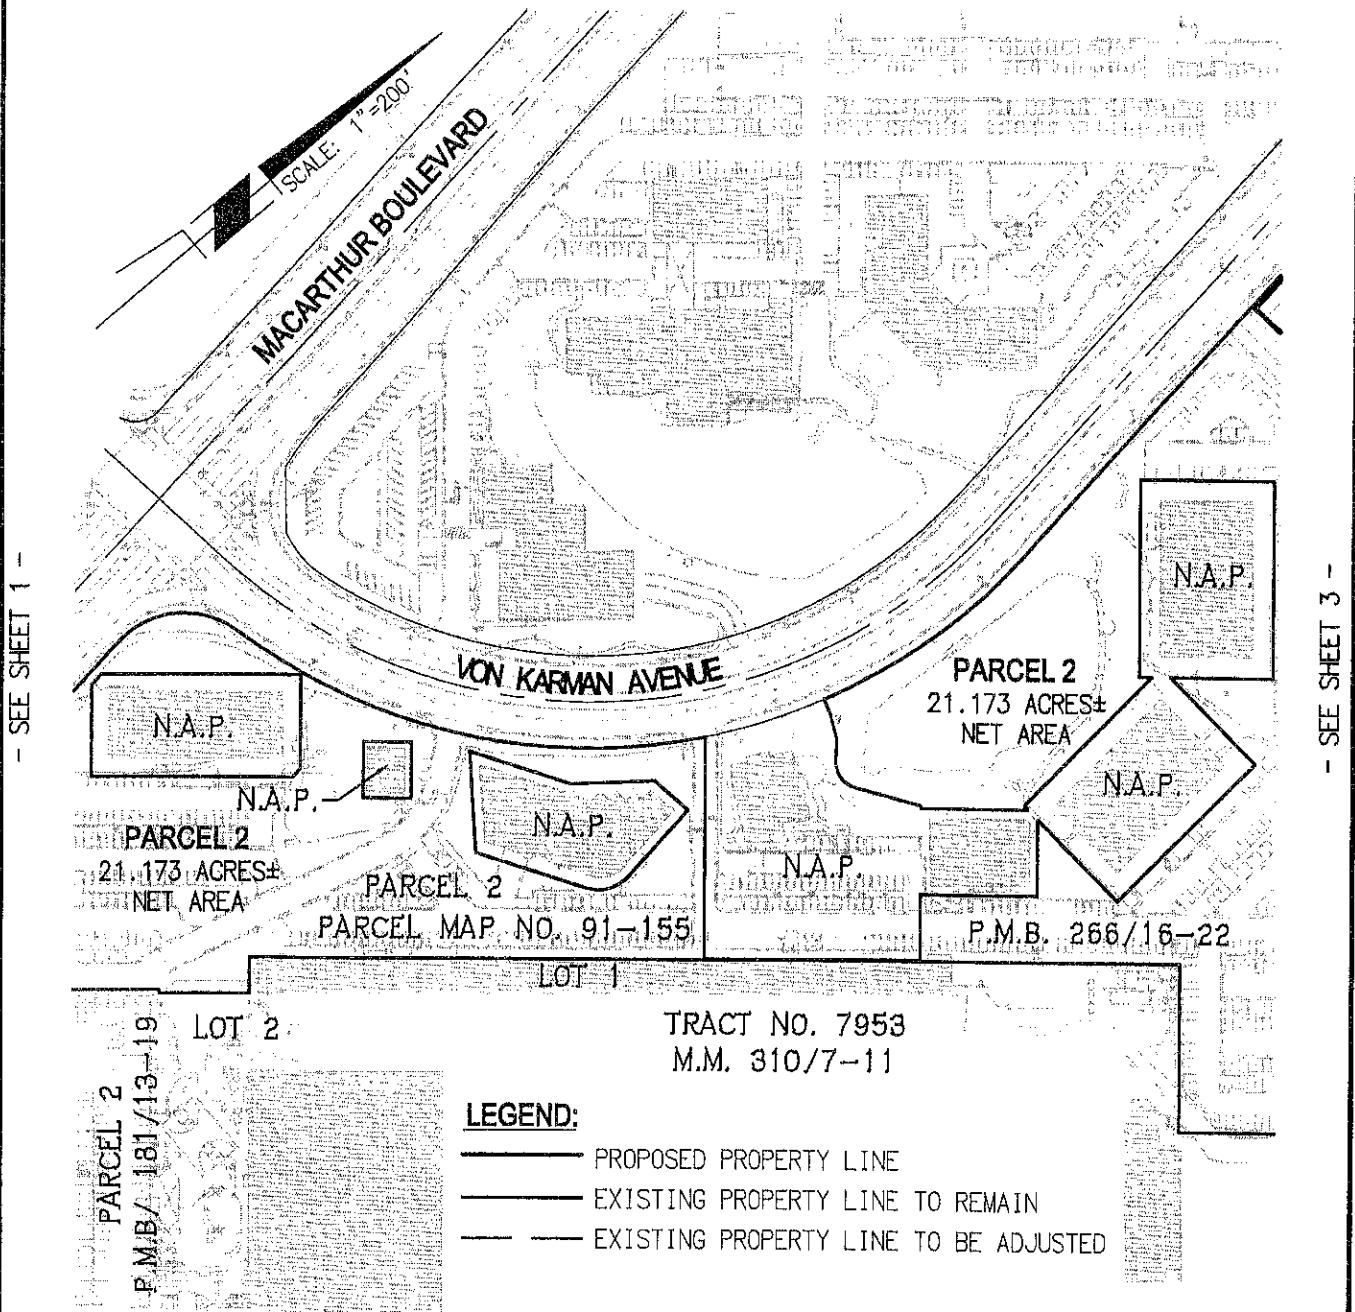 SCALE: 1"=200'
MACARTHUR BOULEVARD
- SEE SHEET 1 -
- SEE SHEET 3 -
VON KARMAN AVENUE
N.A.P.
PARCEL 2
21.173 ACRES±
NET AREA
N.A.P.
N.A.P.
N.A.P.
N.A.P.
N.A.P.
PARCEL 2
21.173 ACRES±
NET AREA
PARCEL 2
PARCEL MAP NO. 91-155
P.M.B. 266/16-22
LOT 1
LOT 2
TRACT NO. 7953
M.M. 310/7-11
PARCEL 2
P.M.B/ 181/13-19
LEGEND:
PROPOSED PROPERTY LINE
EXISTING PROPERTY LINE TO REMAIN
EXISTING PROPERTY LINE TO BE ADJUSTED